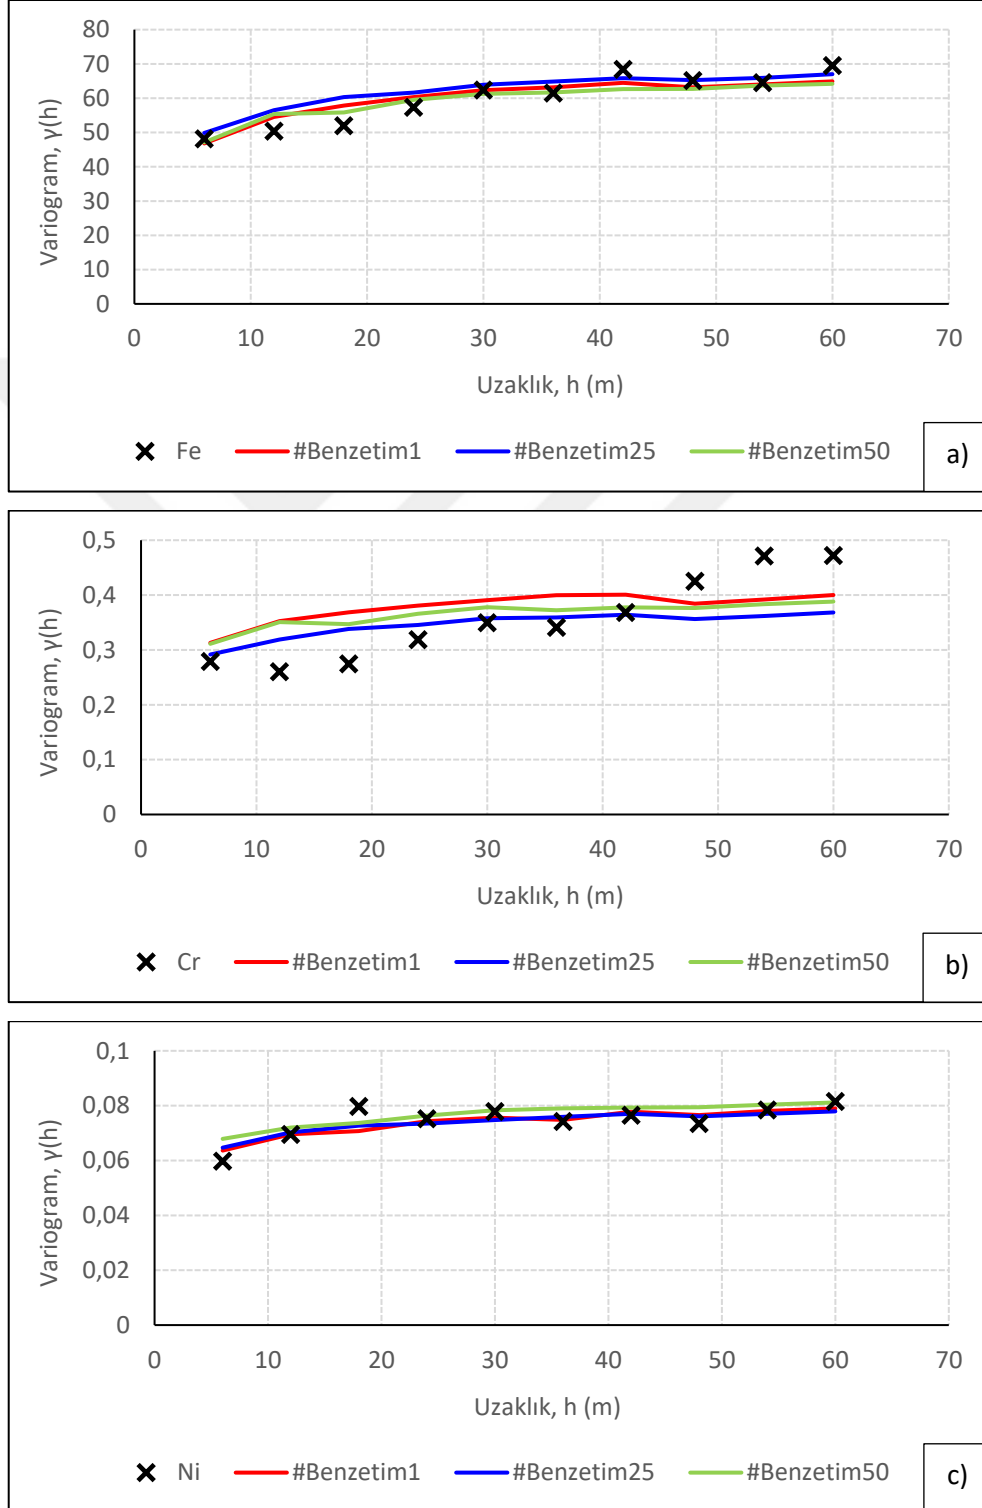 80
70
60
50
40
30
20
10
0
Variogram, γ(h)
0 10 20 30 40 50 60 70
Uzaklık, h (m)
Fe #Benzetim1 #Benzetim25 #Benzetim50
a)
0,5
0,4
0,3
0,2
0,1
0
Variogram, γ(h)
0 10 20 30 40 50 60 70
Uzaklık, h (m)
Cr #Benzetim1 #Benzetim25 #Benzetim50
b)
0,1
0,08
0,06
0,04
0,02
0
Variogram, γ(h)
0 10 20 30 40 50 60 70
Uzaklık, h (m)
Ni #Benzetim1 #Benzetim25 #Benzetim50
c)